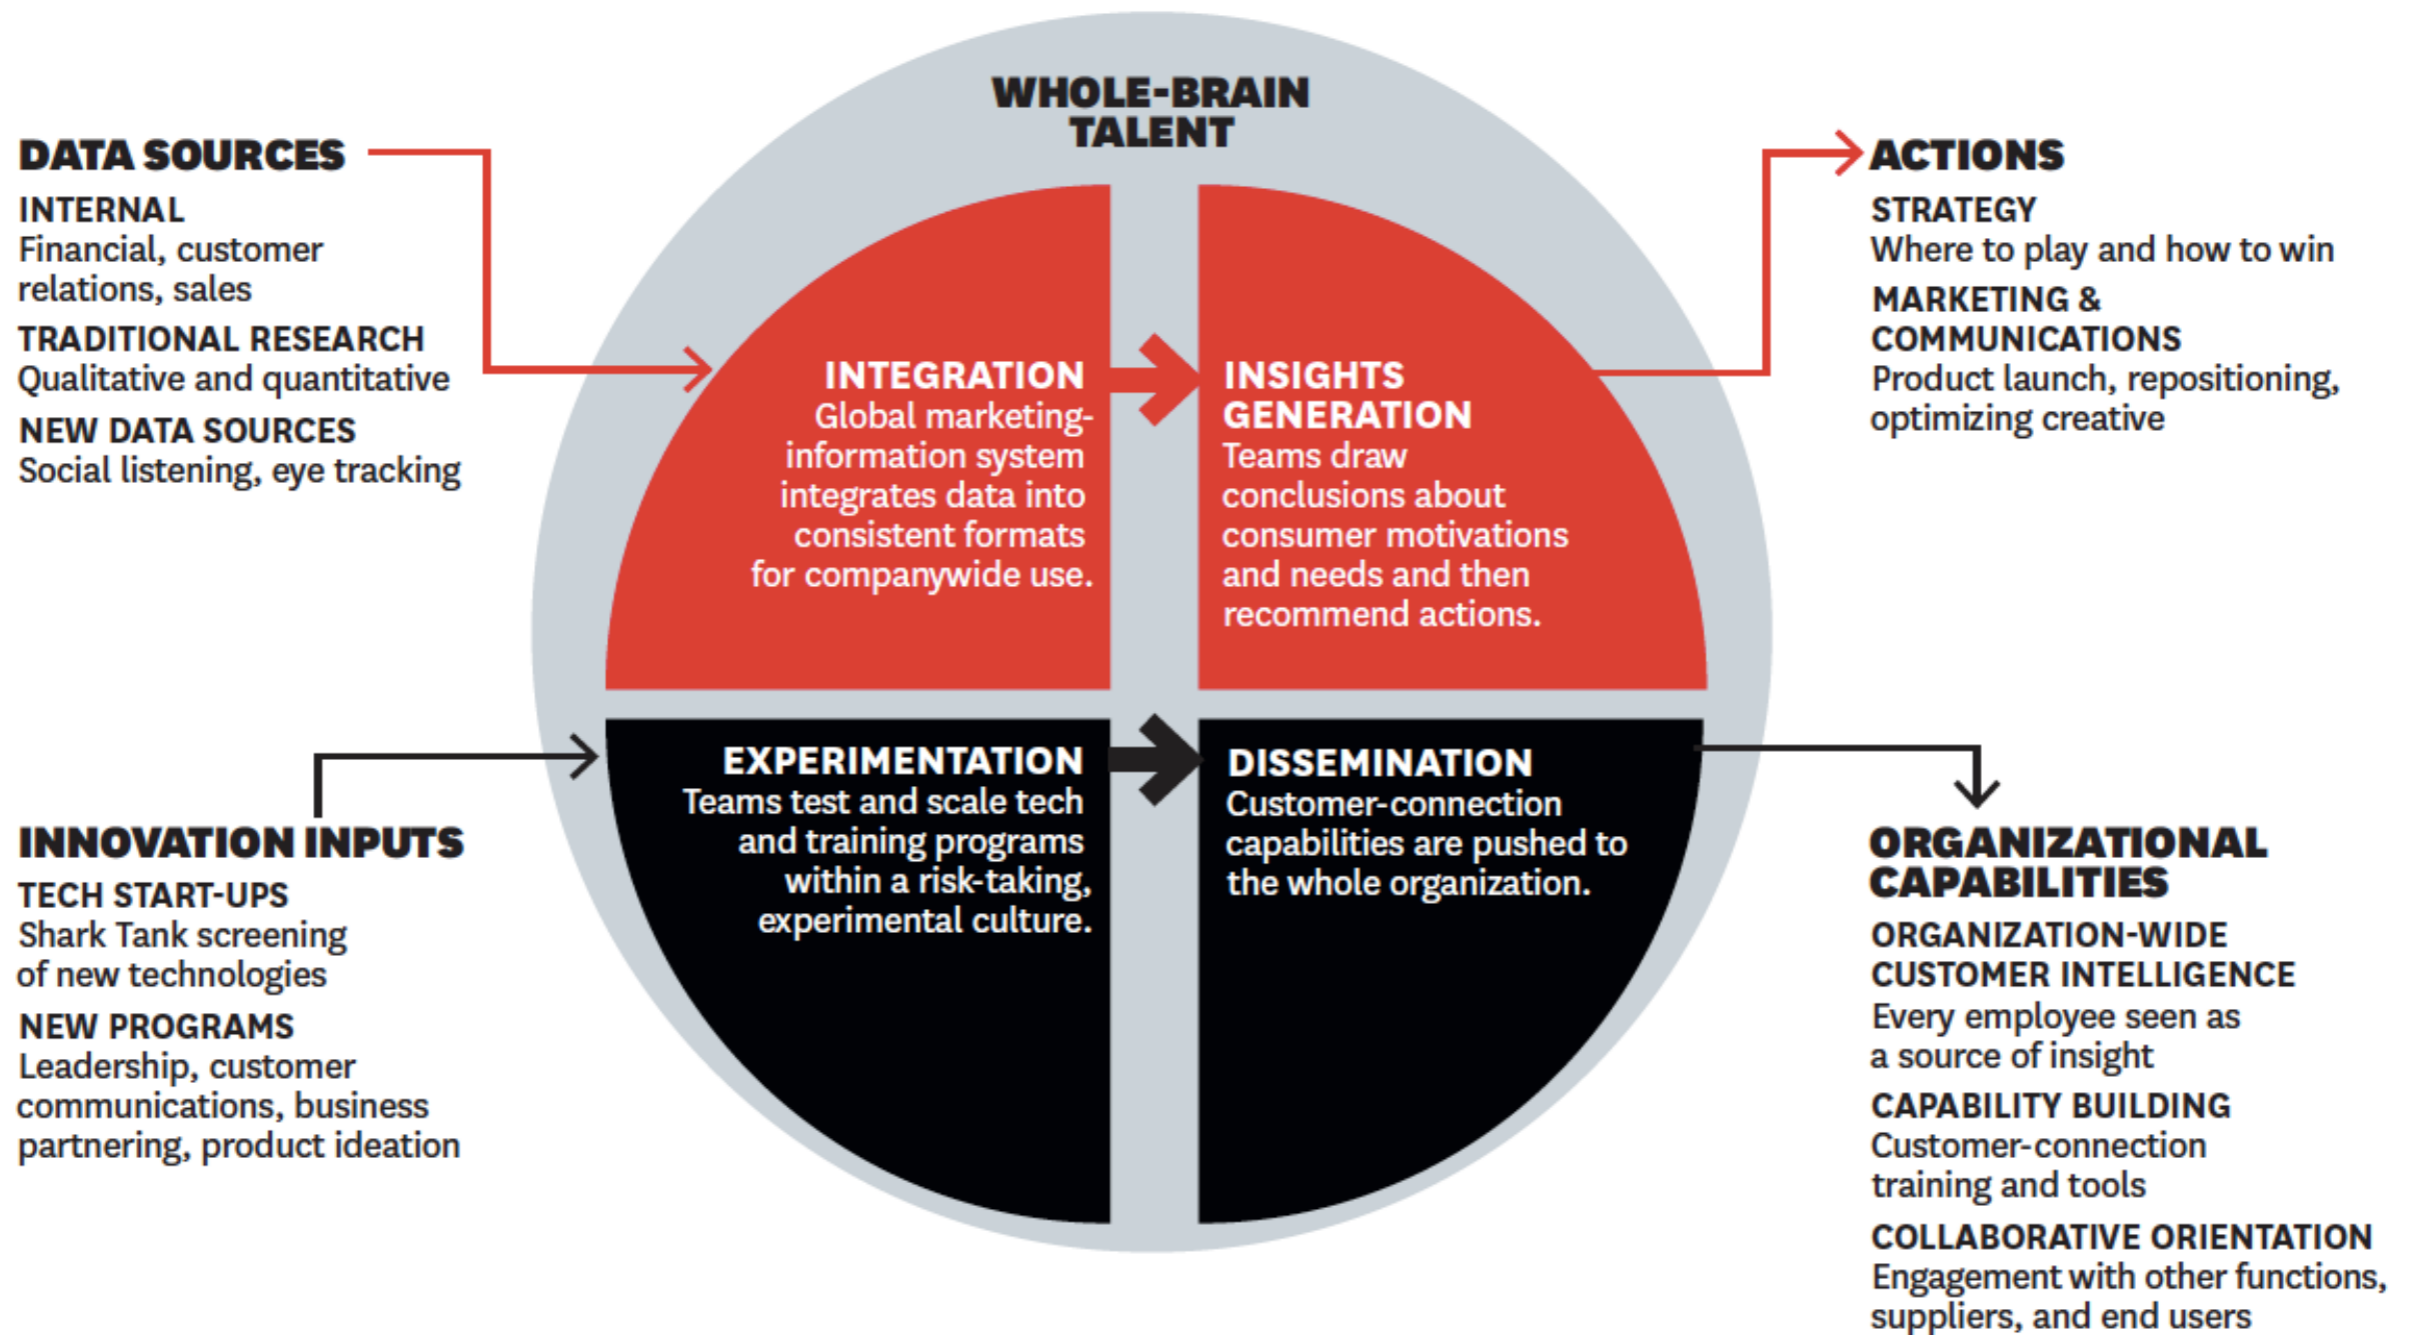 WHOLE-BRAIN
TALENT
DATA SOURCES
INTERNAL
Financial, customer
relations, sales
TRADITIONAL RESEARCH
Qualitative and quantitative
NEW DATA SOURCES
Social listening, eye tracking
INTEGRATION
Global marketing-
information system
integrates data into
consistent formats
for companywide use.
INSIGHTS
GENERATION
Teams draw
conclusions about
consumer motivations
and needs and then
recommend actions.
ACTIONS
STRATEGY
Where to play and how to win
MARKETING &
COMMUNICATIONS
Product launch, repositioning,
optimizing creative
INNOVATION INPUTS
TECH START-UPS
Shark Tank screening
of new technologies
NEW PROGRAMS
Leadership, customer
communications, business
partnering, product ideation
EXPERIMENTATION
Teams test and scale tech
and training programs
within a risk-taking,
experimental culture.
DISSEMINATION
Customer-connection
capabilities are pushed to
the whole organization.
ORGANIZATIONAL
CAPABILITIES
ORGANIZATION-WIDE
CUSTOMER INTELLIGENCE
Every employee seen as
a source of insight
CAPABILITY BUILDING
Customer-connection
training and tools
COLLABORATIVE ORIENTATION
Engagement with other functions,
suppliers, and end users